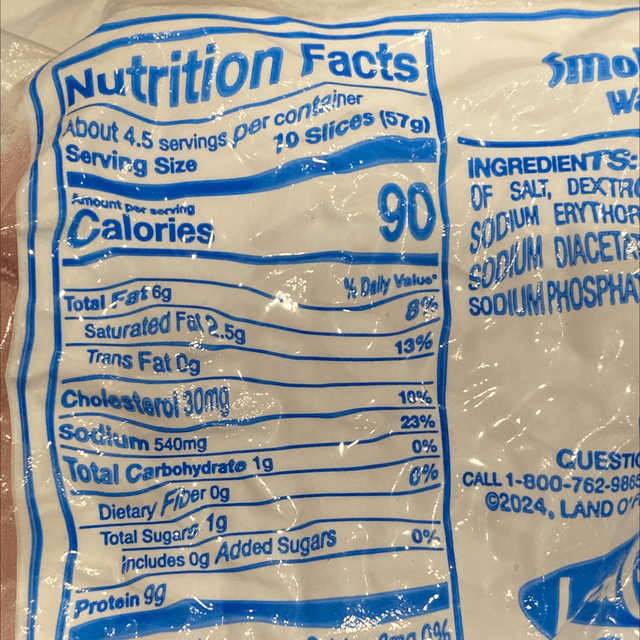 Nutrition Facts
About 4.5 servings per container
Serving Size 10 Slices (57g)
Amount per serving
Calories 90
% Daily Value*
Total Fat 6g 8%
Saturated Fat 2.5g 13%
Trans Fat 0g
Cholesterol 30mg 10%
Sodium 540mg 23%
Total Carbohydrate 1g 0%
Dietary Fiber 0g 0%
Total Sugars 1g
Includes 0g Added Sugars 0%
Protein 9g
0%
INGREDIENTS:
OF SALT, DEXTRO
SODIUM ERYTHOR
SODIUM DIACETA
SODIUM PHOSPHAT
QUESTIO
CALL 1-800-762-9865
©2024, LAND O'